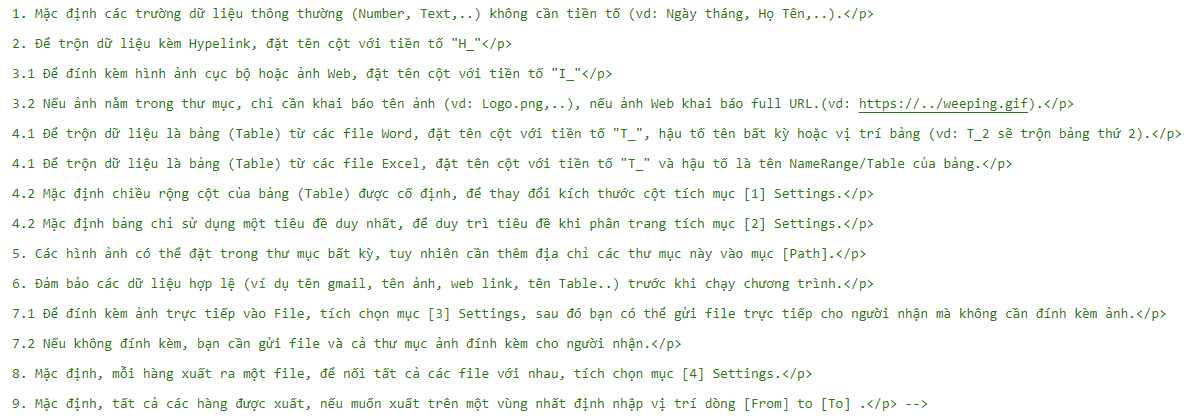 1. Mặc định các trường dữ liệu thông thường (Number, Text,..) không cần tiền tố (vd: Ngày tháng, Họ Tên,..).</p>
2. Để trộn dữ liệu kèm Hypelink, đặt tên cột với tiền tố "H_"</p>
3.1 Để đính kèm hình ảnh cục bộ hoặc ảnh Web, đặt tên cột với tiền tố "I_"</p>
3.2 Nếu ảnh nằm trong thư mục, chỉ cần khai báo tên ảnh (vd: Logo.png,..), nếu ảnh Web khai báo full URL.(vd: https://../weeping.gif).</p>
4.1 Để trộn dữ liệu là bảng (Table) từ các file Word, đặt tên cột với tiền tố "T_", hậu tố tên bất kỳ hoặc vị trí bảng (vd: T_2 sẽ trộn bảng thứ 2).</p>
4.1 Để trộn dữ liệu là bảng (Table) từ các file Excel, đặt tên cột với tiền tố "T_" và hậu tố là tên NameRange/Table của bảng.</p>
4.2 Mặc định chiều rộng cột của bảng (Table) được cố định, để thay đổi kích thước cột tích mục [1] Settings.</p>
4.2 Mặc định bảng chỉ sử dụng một tiêu đề duy nhất, để duy trì tiêu đề khi phân trang tích mục [2] Settings.</p>
5. Các hình ảnh có thể đặt trong thư mục bất kỳ, tuy nhiên cần thêm địa chỉ các thư mục này vào mục [Path].</p>
6. Đảm bảo các dữ liệu hợp lệ (ví dụ tên gmail, tên ảnh, web link, tên Table..) trước khi chạy chương trình.</p>
7.1 Để đính kèm ảnh trực tiếp vào File, tích chọn mục [3] Settings, sau đó bạn có thể gửi file trực tiếp cho người nhận mà không cần đính kèm ảnh.</p>
7.2 Nếu không đính kèm, bạn cần gửi file và cả thư mục ảnh đính kèm cho người nhận.</p>
8. Mặc định, mỗi hàng xuất ra một file, để nối tất cả các file với nhau, tích chọn mục [4] Settings.</p>
9. Mặc định, tất cả các hàng được xuất, nếu muốn xuất trên một vùng nhất định nhập vị trí dòng [From] to [To] .</p> -->